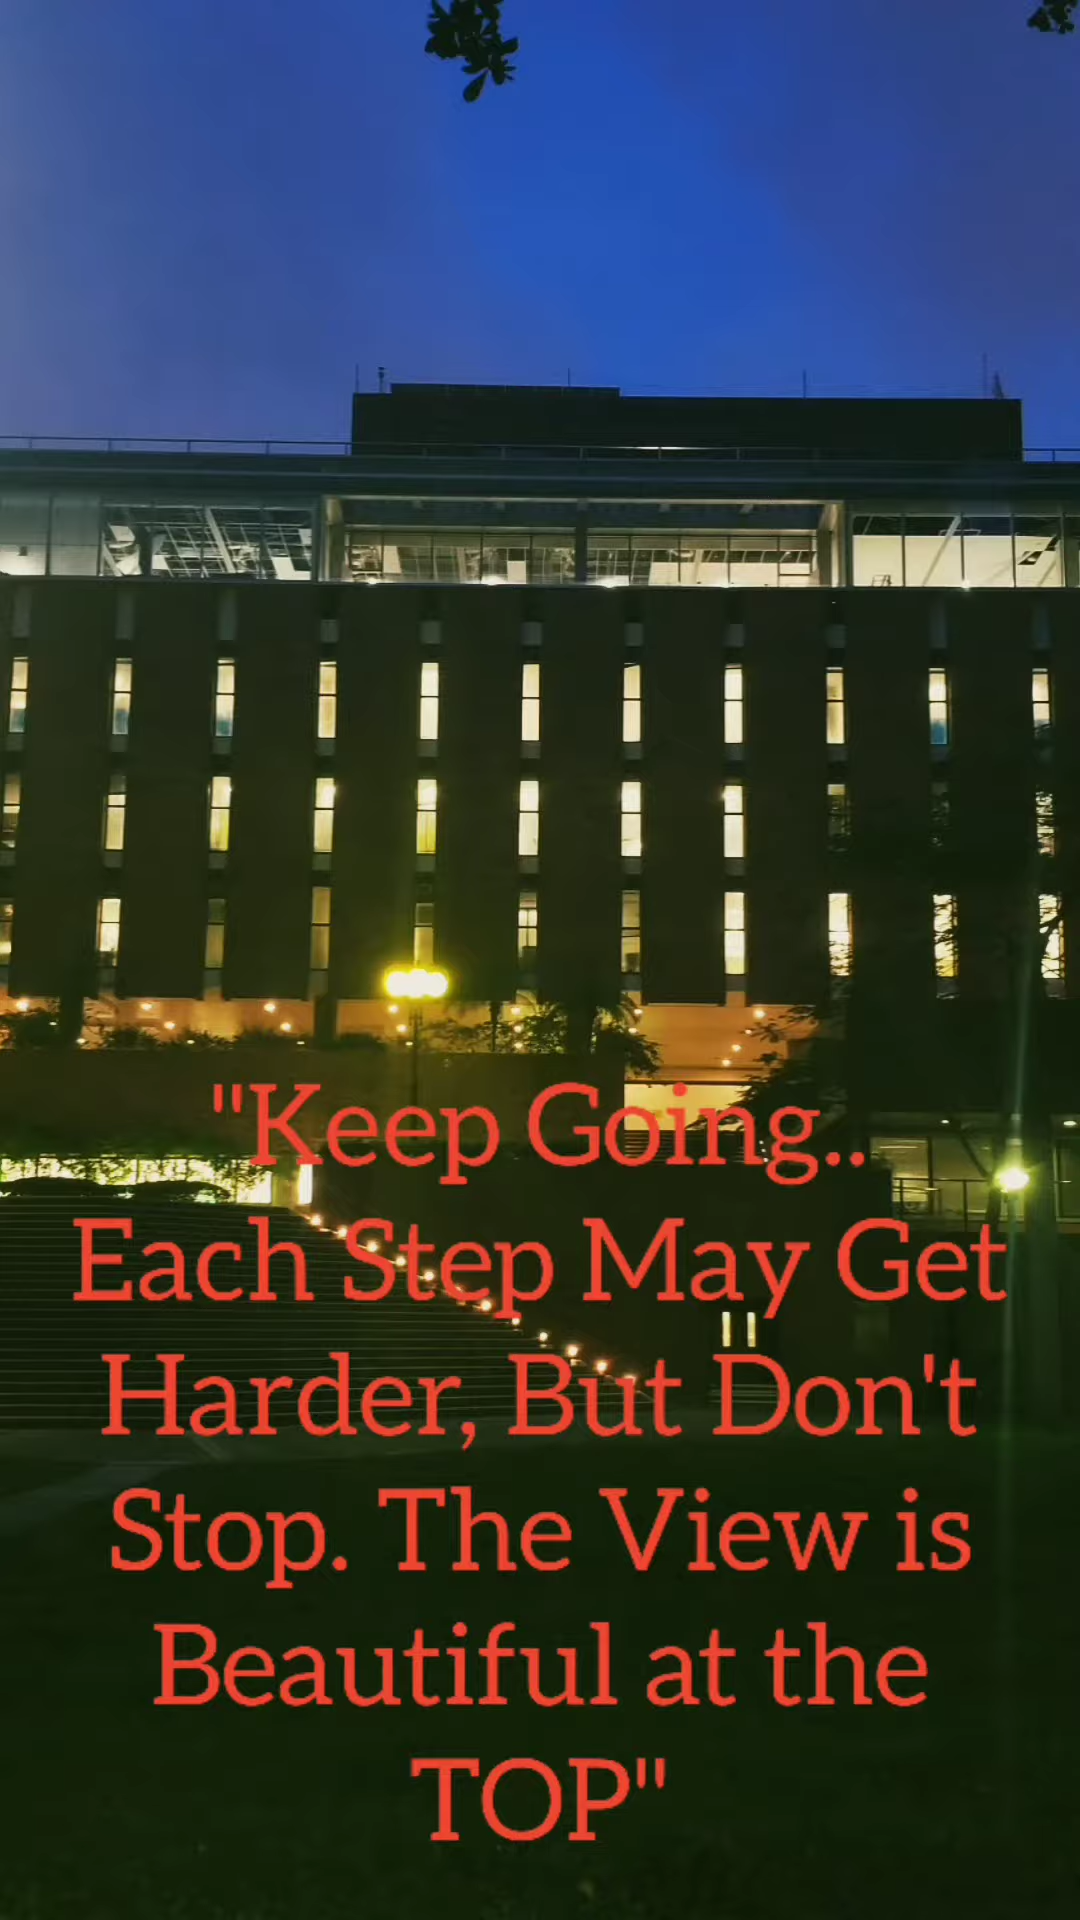 "Keep Going..
Each Step May Get
Harder, But Don't
Stop. The View is
Beautiful at the
TOP"